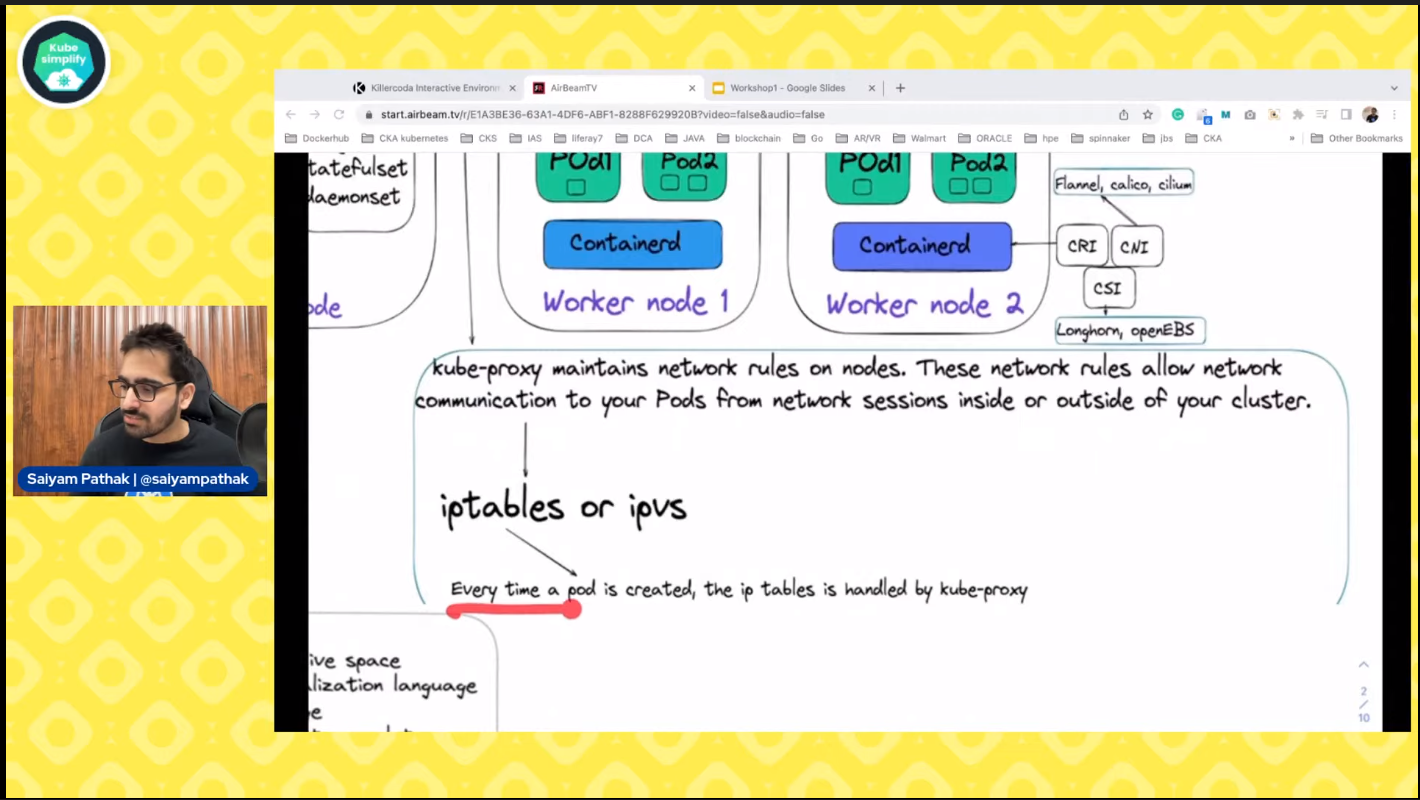 Kube
simplify
Killercoda Interactive Environm
AirBeamTV
Workshop1 - Google Slides
start.airbeam.tv/r/E1A3BE36-63A1-4DF6-ABF1-8288F629920B?video=false&audio=false
Dockerhub
CKA kubernetes
CKS
IAS
liferay7
DCA
JAVA
blockchain
Go
AR/VR
Walmart
ORACLE
hpe
spinnaker
jbs
CKA
»
Other Bookmarks
tatefulset
daemonset
ode
POd1
Pod2
Containerd
Worker node 1
POd1
Pod2
Containerd
Worker node 2
Flannel, calico, cilium
CRI
CNI
CSI
Longhorn, openEBS
kube-proxy maintains network rules on nodes. These network rules allow network
communication to your Pods from network sessions inside or outside of your cluster.
iptables or ipvs
Every time a pod is created, the ip tables is handled by kube-proxy
ive space
lization language
e
2
/
10
Saiyam Pathak | @saiyampathak